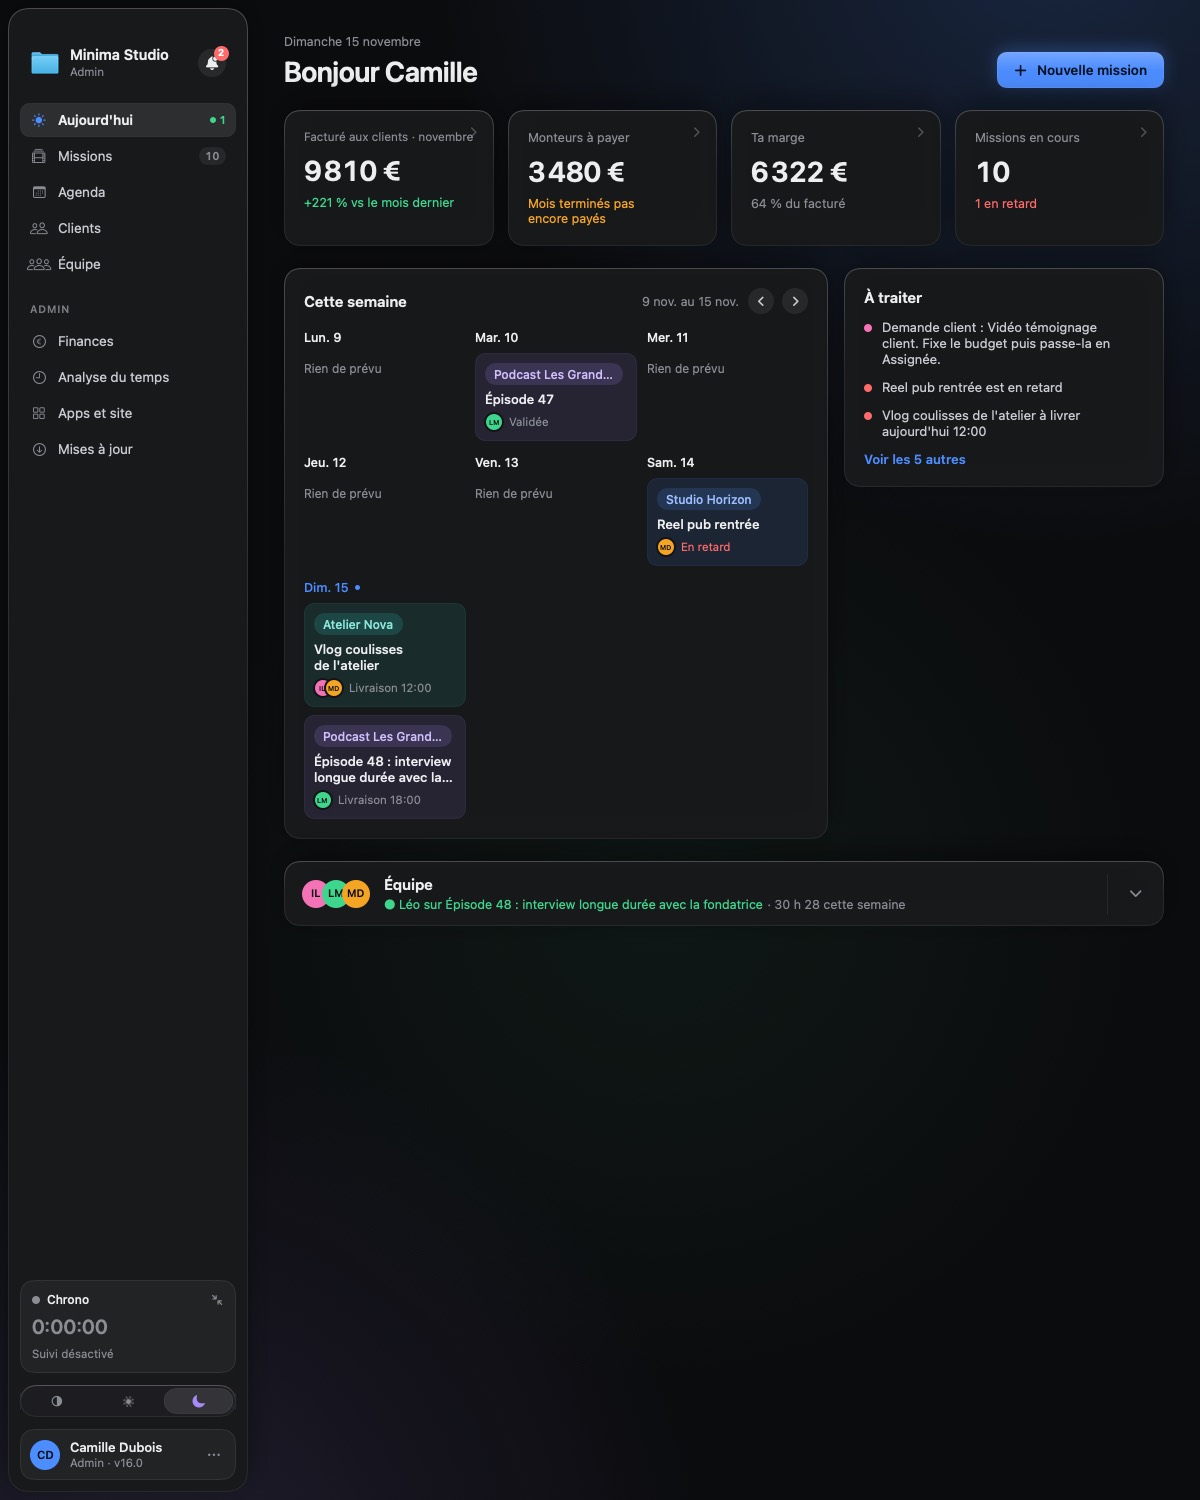 Minima Studio
Admin
2
Aujourd'hui
1
Missions
10
Agenda
Clients
Équipe
ADMIN
Finances
Analyse du temps
Apps et site
Mises à jour
Chrono
0:00:00
Suivi désactivé
CD
Camille Dubois
Admin · v16.0
Dimanche 15 novembre
Bonjour Camille
Nouvelle mission
Facturé aux clients · novembre
9 810 €
+221 % vs le mois dernier
Monteurs à payer
3 480 €
Mois terminés pas
encore payés
Ta marge
6 322 €
64 % du facturé
Missions en cours
10
1 en retard
Cette semaine
9 nov. au 15 nov.
Lun. 9
Rien de prévu
Mar. 10
Podcast Les Grand...
Épisode 47
LM
Validée
Mer. 11
Rien de prévu
Jeu. 12
Rien de prévu
Ven. 13
Rien de prévu
Sam. 14
Studio Horizon
Reel pub rentrée
MD
En retard
Dim. 15
Atelier Nova
Vlog coulisses
de l'atelier
MD
Livraison 12:00
Podcast Les Grand...
Épisode 48 : interview
longue durée avec la...
LM
Livraison 18:00
À traiter
Demande client : Vidéo témoignage
client. Fixe le budget puis passe-la en
Assignée.
Reel pub rentrée est en retard
Vlog coulisses de l'atelier à livrer
aujourd'hui 12:00
Voir les 5 autres
IL LM MD
Équipe
Léo sur Épisode 48 : interview longue durée avec la fondatrice · 30 h 28 cette semaine